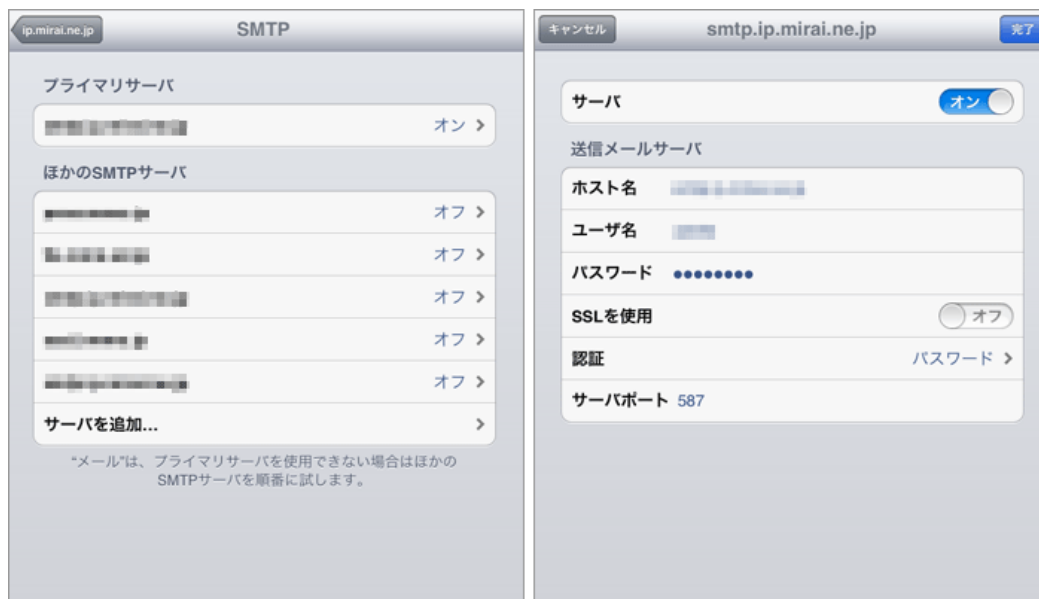 ip.mirai.ne.jp
SMTP
プライマリサーバ
オン
ほかのSMTPサーバ
オフ
オフ
オフ
オフ
オフ
サーバを追加...
“メール”は、プライマリサーバを使用できない場合はほかの
SMTPサーバを順番に試します。
キャンセル
smtp.ip.mirai.ne.jp
完了
サーバ
オン
送信メールサーバ
ホスト名
ユーザ名
パスワード ●●●●●●●●
SSLを使用 オフ
認証 パスワード
サーバポート 587